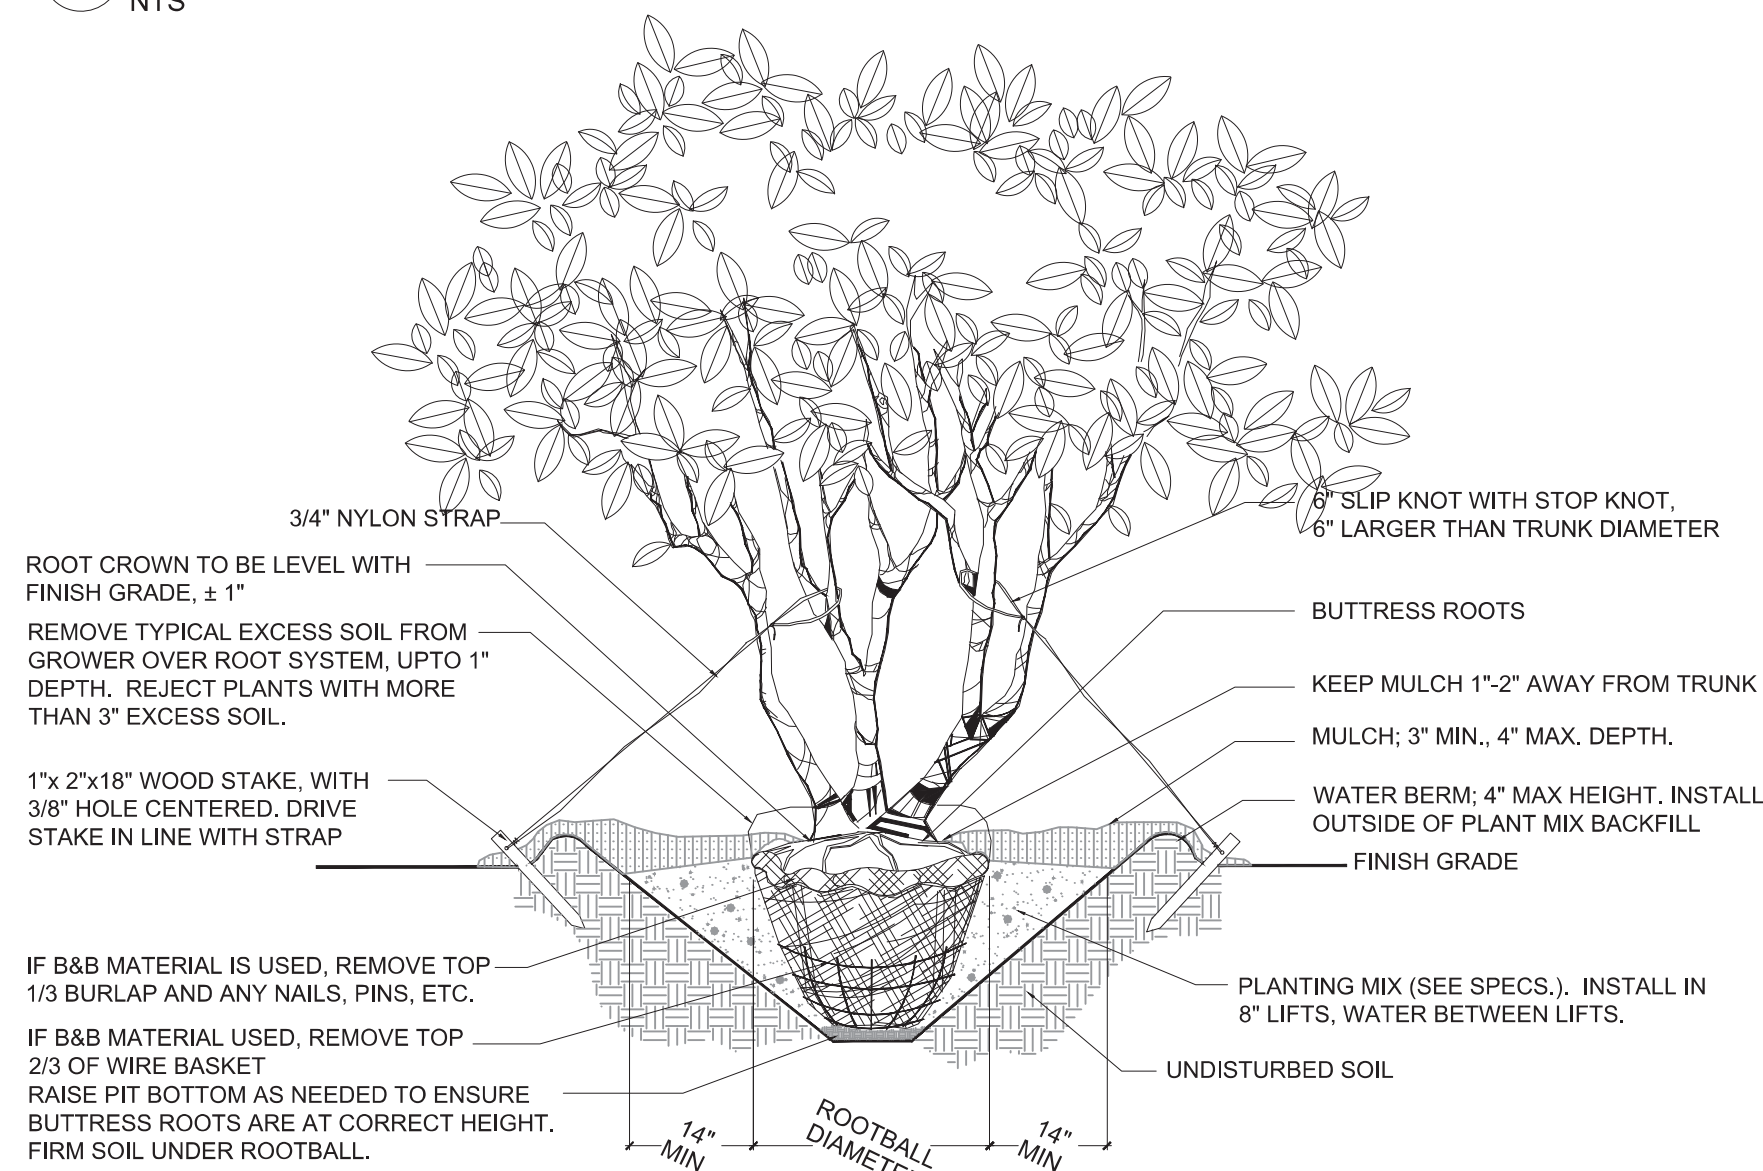 NTS
3/4" NYLON STRAP
ROOT CROWN TO BE LEVEL WITH
FINISH GRADE, ± 1"
REMOVE TYPICAL EXCESS SOIL FROM
GROWER OVER ROOT SYSTEM, UPTO 1"
DEPTH. REJECT PLANTS WITH MORE
THAN 3" EXCESS SOIL.
1"x 2"x18" WOOD STAKE, WITH
3/8" HOLE CENTERED. DRIVE
STAKE IN LINE WITH STRAP
IF B&B MATERIAL IS USED, REMOVE TOP
1/3 BURLAP AND ANY NAILS, PINS, ETC.
IF B&B MATERIAL USED, REMOVE TOP
2/3 OF WIRE BASKET
RAISE PIT BOTTOM AS NEEDED TO ENSURE
BUTTRESS ROOTS ARE AT CORRECT HEIGHT.
FIRM SOIL UNDER ROOTBALL.
6" SLIP KNOT WITH STOP KNOT,
6" LARGER THAN TRUNK DIAMETER
BUTTRESS ROOTS
KEEP MULCH 1"-2" AWAY FROM TRUNK
MULCH; 3" MIN., 4" MAX. DEPTH.
WATER BERM; 4" MAX HEIGHT. INSTALL
OUTSIDE OF PLANT MIX BACKFILL
FINISH GRADE
PLANTING MIX (SEE SPECS.). INSTALL IN
8" LIFTS, WATER BETWEEN LIFTS.
UNDISTURBED SOIL
14"
MIN
ROOTBALL
DIAMETER
14"
MIN